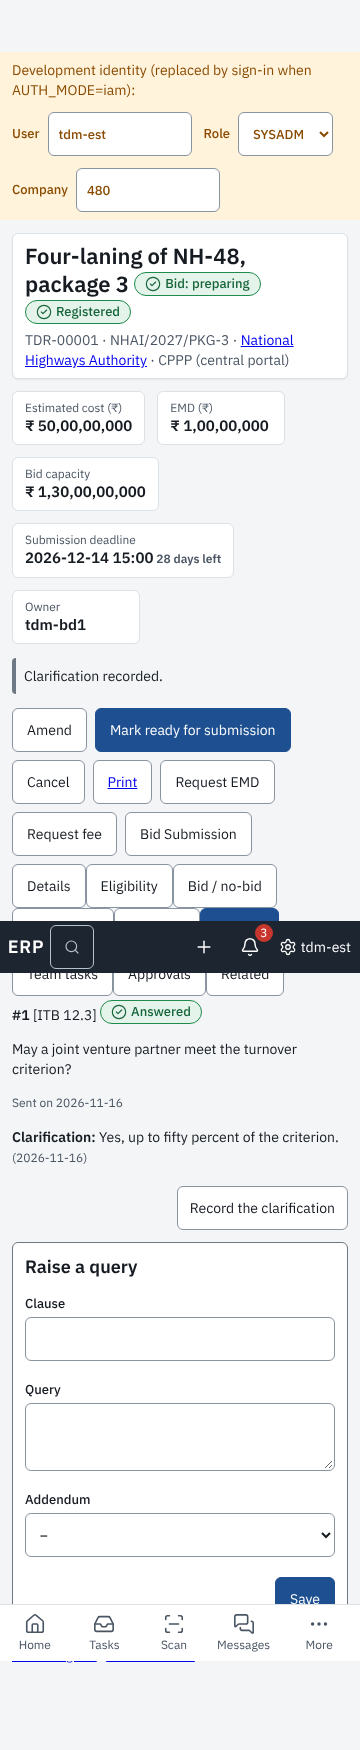 Development identity (replaced by sign-in when
AUTH_MODE=iam):
User tdm-est Role SYSADM
Company 480
Four-laning of NH-48,
package 3 Bid: preparing
Registered
TDR-00001 · NHAI/2027/PKG-3 · National
Highways Authority · CPPP (central portal)
Estimated cost (₹) EMD (₹)
₹ 50,00,00,000 ₹ 1,00,00,000
Bid capacity
₹ 1,30,00,00,000
Submission deadline
2026-12-14 15:00 28 days left
Owner
tdm-bd1
Clarification recorded.
Amend Mark ready for submission
Cancel Print Request EMD
Request fee Bid Submission
Details Eligibility Bid / no-bid
ERP 3 tdm-est
Team tasks Approvals Related
#1 [ITB 12.3] Answered
May a joint venture partner meet the turnover
criterion?
Sent on 2026-11-16
Clarification: Yes, up to fifty percent of the criterion.
(2026-11-16)
Record the clarification
Raise a query
Clause
Query
Addendum
–
Save
Home Tasks Scan Messages More